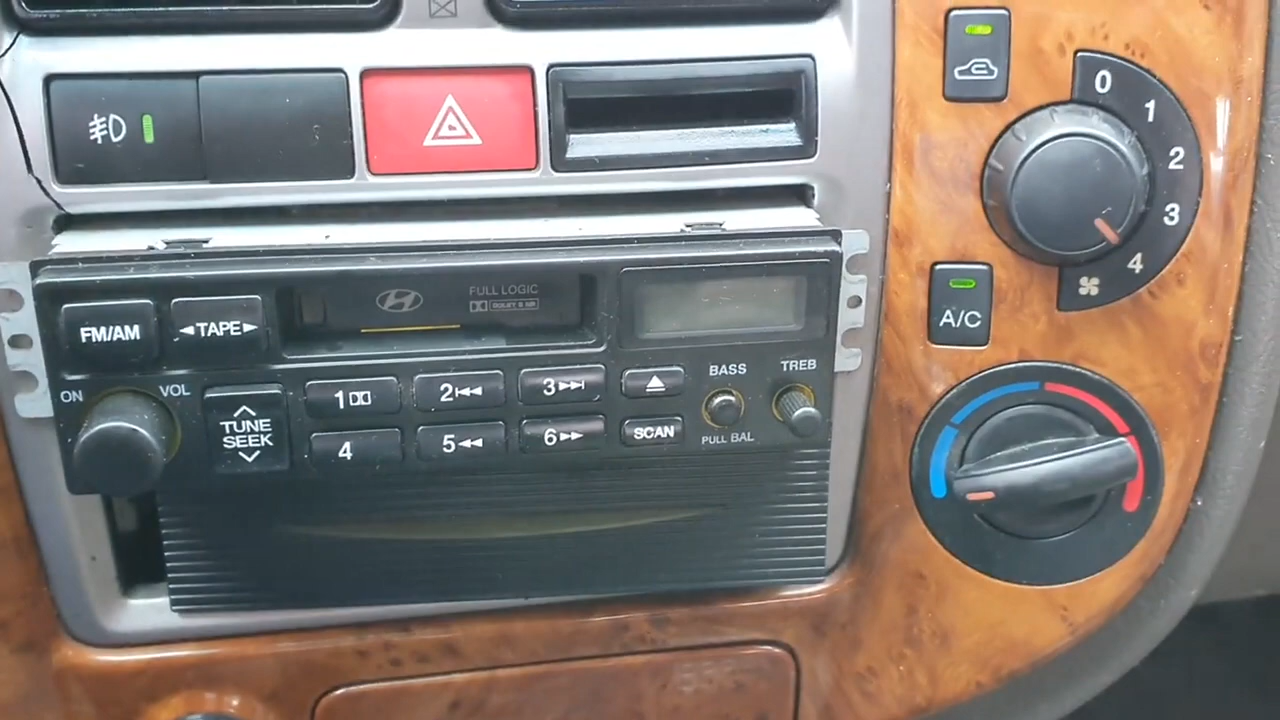 0
1
2
3
4
FULL LOGIC
DOLBY B NR
FM/AM
◄TAPE►
A/C
ON
VOL
BASS
TREB
TUNE
SEEK
1
2
3
4
5
6
SCAN
PULL BAL